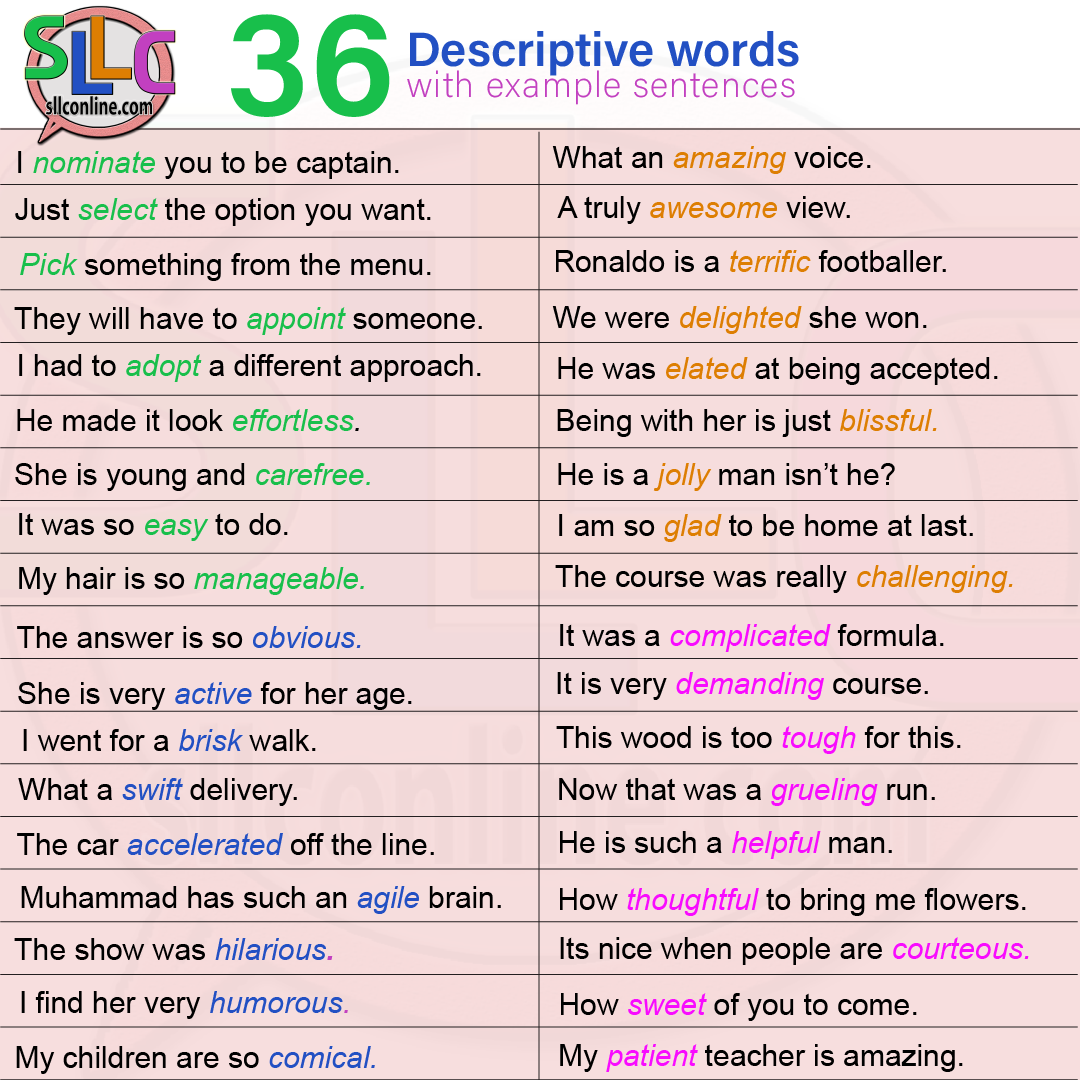 SLLC
sllconline.com
36
Descriptive words
with example sentences
I nominate you to be captain.
Just select the option you want.
Pick something from the menu.
They will have to appoint someone.
I had to adopt a different approach.
He made it look effortless.
She is young and carefree.
It was so easy to do.
My hair is so manageable.
The answer is so obvious.
She is very active for her age.
I went for a brisk walk.
What a swift delivery.
The car accelerated off the line.
Muhammad has such an agile brain.
The show was hilarious.
I find her very humorous.
My children are so comical.
What an amazing voice.
A truly awesome view.
Ronaldo is a terrific footballer.
We were delighted she won.
He was elated at being accepted.
Being with her is just blissful.
He is a jolly man isn’t he?
I am so glad to be home at last.
The course was really challenging.
It was a complicated formula.
It is very demanding course.
This wood is too tough for this.
Now that was a grueling run.
He is such a helpful man.
How thoughtful to bring me flowers.
Its nice when people are courteous.
How sweet of you to come.
My patient teacher is amazing.
sllconline.com